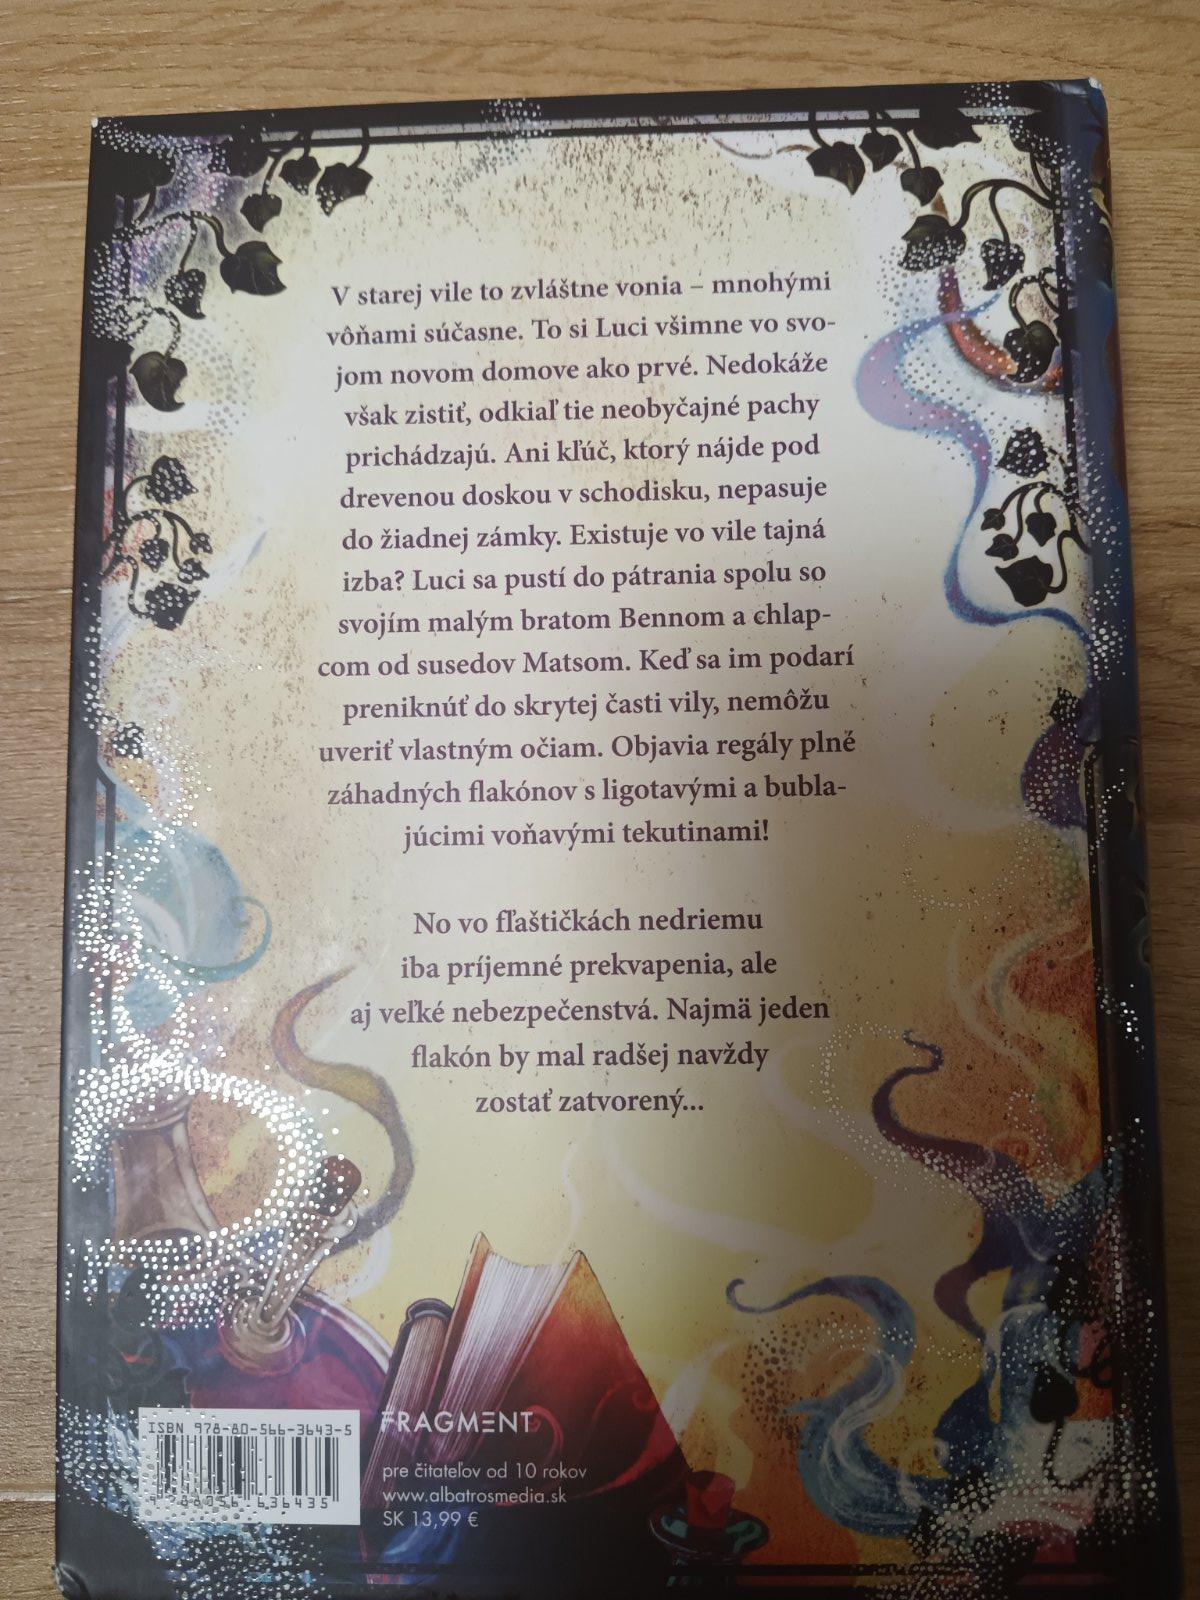 V starej vile to zvláštne vonia – mnohými
vôňami súčasne. To si Luci všimne vo svo-
jom novom domove ako prvé. Nedokáže
však zistiť, odkiaľ tie neobyčajné pachy
prichádzajú. Ani kľúč, ktorý nájde pod
drevenou doskou v schodisku, nepasuje
do žiadnej zámky. Existuje vo vile tajná
izba? Luci sa pustí do pátrania spolu so
svojím malým bratom Bennom a chlap-
com od susedov Matsom. Keď sa im podarí
preniknúť do skrytej časti vily, nemôžu
uveriť vlastným očiam. Objavia regály plné
záhadných flakónov s ligotavými a bubla-
júcimi voňavými tekutinami!
No vo fľaštičkách nedriemu
iba príjemné prekvapenia, ale
aj veľké nebezpečenstvá. Najmä jeden
flakón by mal radšej navždy
zostať zatvorený...
ISBN 978-80-566-3643-5
9 788056 636435
FRAGMENT
pre čitateľov od 10 rokov
www.albatrosmedia.sk
SK 13,99 €